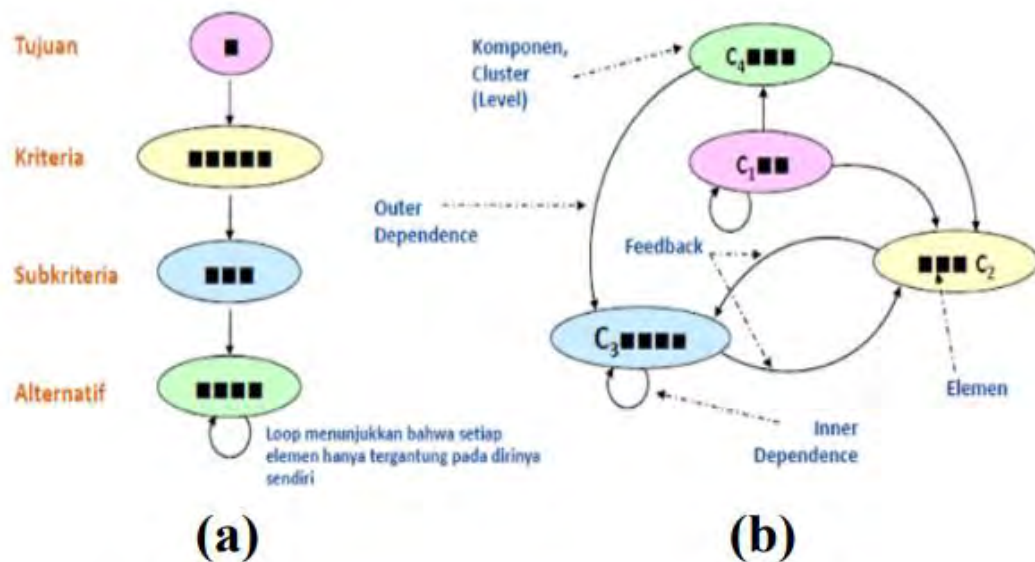 Tujuan
Kriteria
Subkriteria
Alternatif
Loop menunjukkan bahwa setiap
elemen hanya tergantung pada dirinya
sendiri
(a)
Komponen,
Cluster
(Level)
C4
C1
Outer
Dependence
Feedback
C2
C3
Elemen
Inner
Dependence
(b)